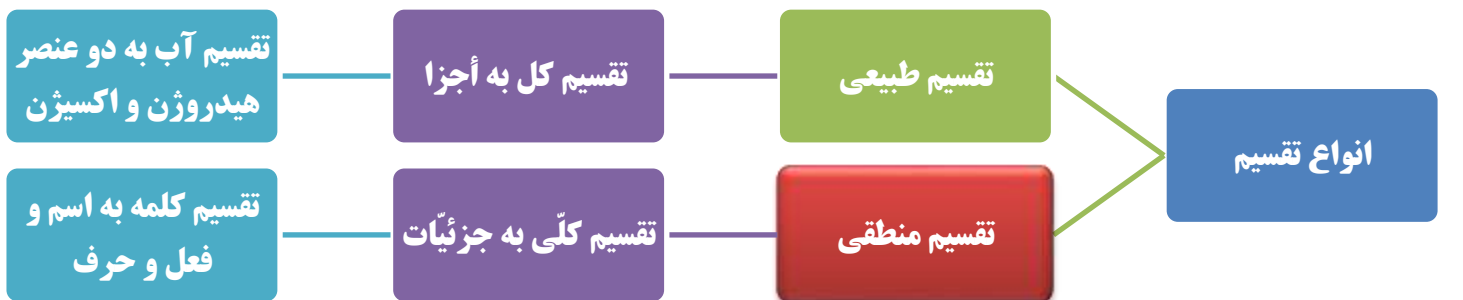 انواع تقسیم
تقسیم طبیعی
تقسیم کل به أجزا
تقسیم آب به دو عنصر
هیدروژن و اکسیژن
تقسیم منطقی
تقسیم کلّی به جزئیّات
تقسیم کلمه به اسم و
فعل و حرف